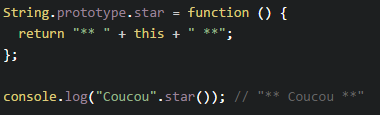 String.prototype.star = function () {
  return "** " + this + " **";
};

console.log("Coucou".star()); // "** Coucou **"